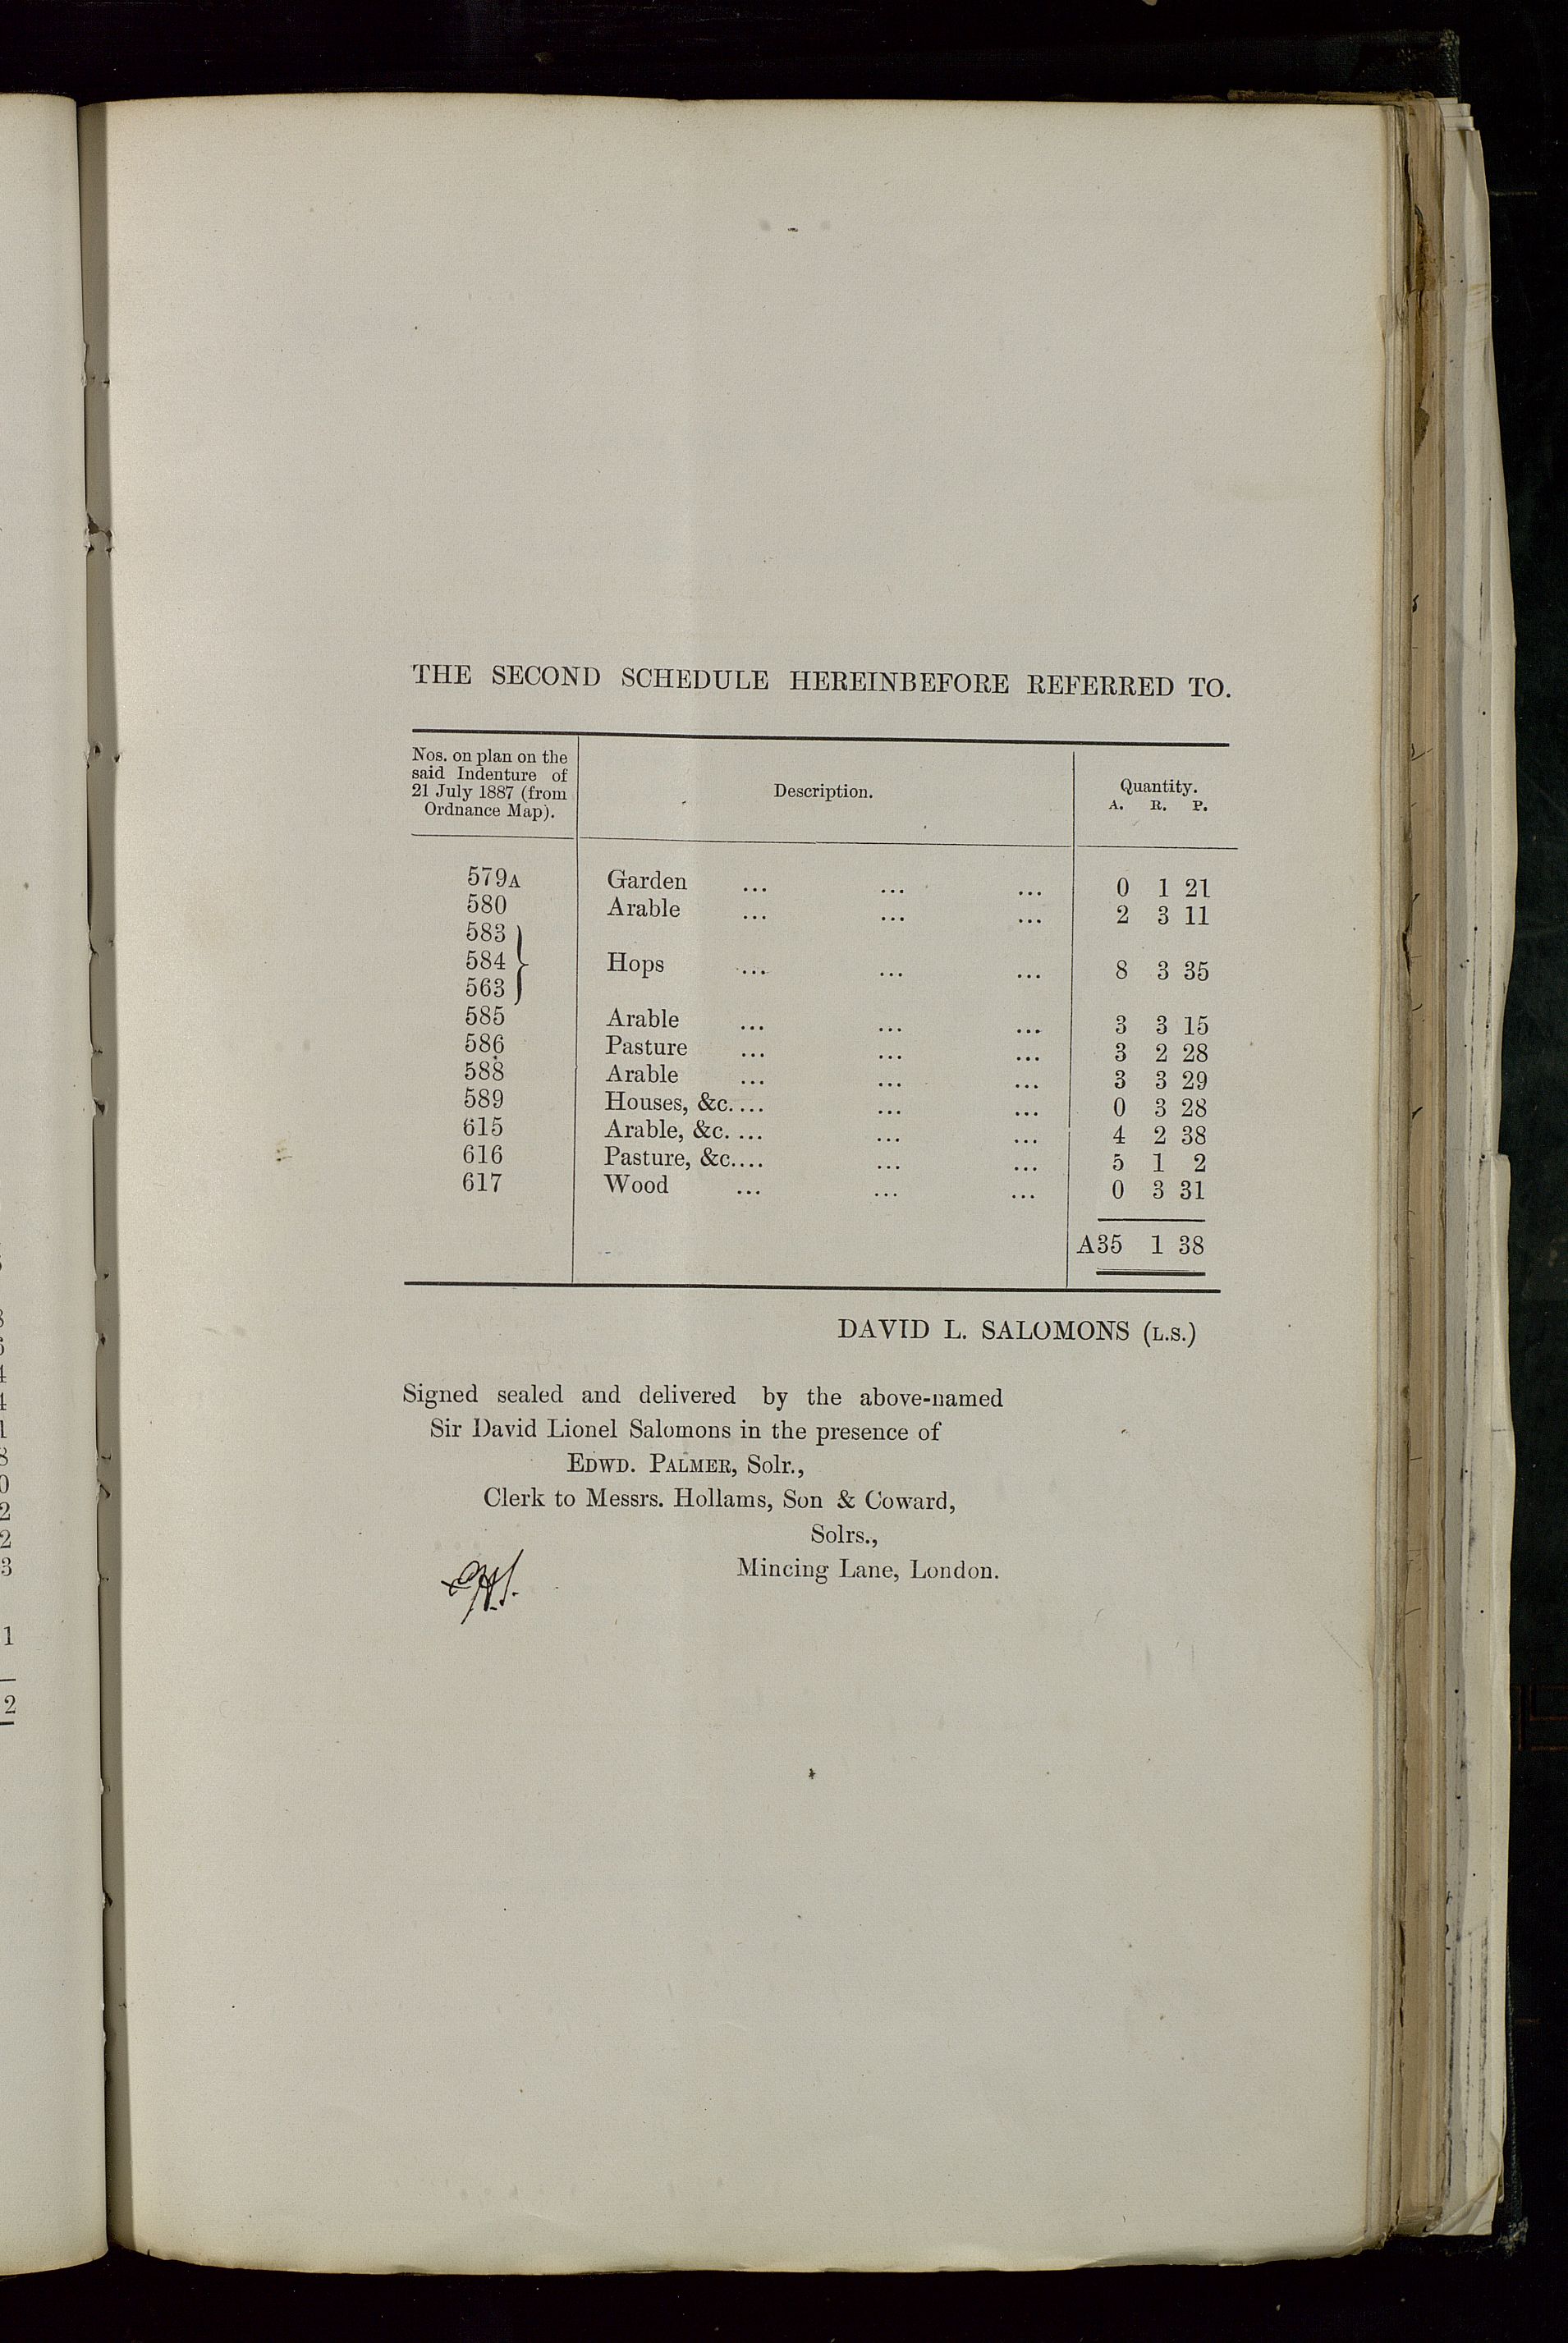 THE SECOND SCHEDULE HEREINBEFORE REFERRED TO.
Nos. on plan on the
said Indenture of
21 July 1887 (from
Ordnance Map).
Description.
Quantity.
A. R. P.
579A Garden ... ... ... 0 1 21
580 Arable ... ... ... 2 3 11
583
584 Hops ... ... ... 8 3 35
563
585 Arable ... ... ... 3 3 15
586 Pasture ... ... ... 3 2 28
588 Arable ... ... ... 3 3 29
589 Houses, &c.... ... ... 0 3 28
615 Arable, &c. ... ... ... 4 2 38
616 Pasture, &c.... ... ... 5 1 2
617 Wood ... ... ... 0 3 31
A35 1 38
DAVID L. SALOMONS (L.S.)
Signed sealed and delivered by the above-named
Sir David Lionel Salomons in the presence of
EDWD. PALMER, Solr.,
Clerk to Messrs. Hollams, Son & Coward,
Solrs.,
Mincing Lane, London.